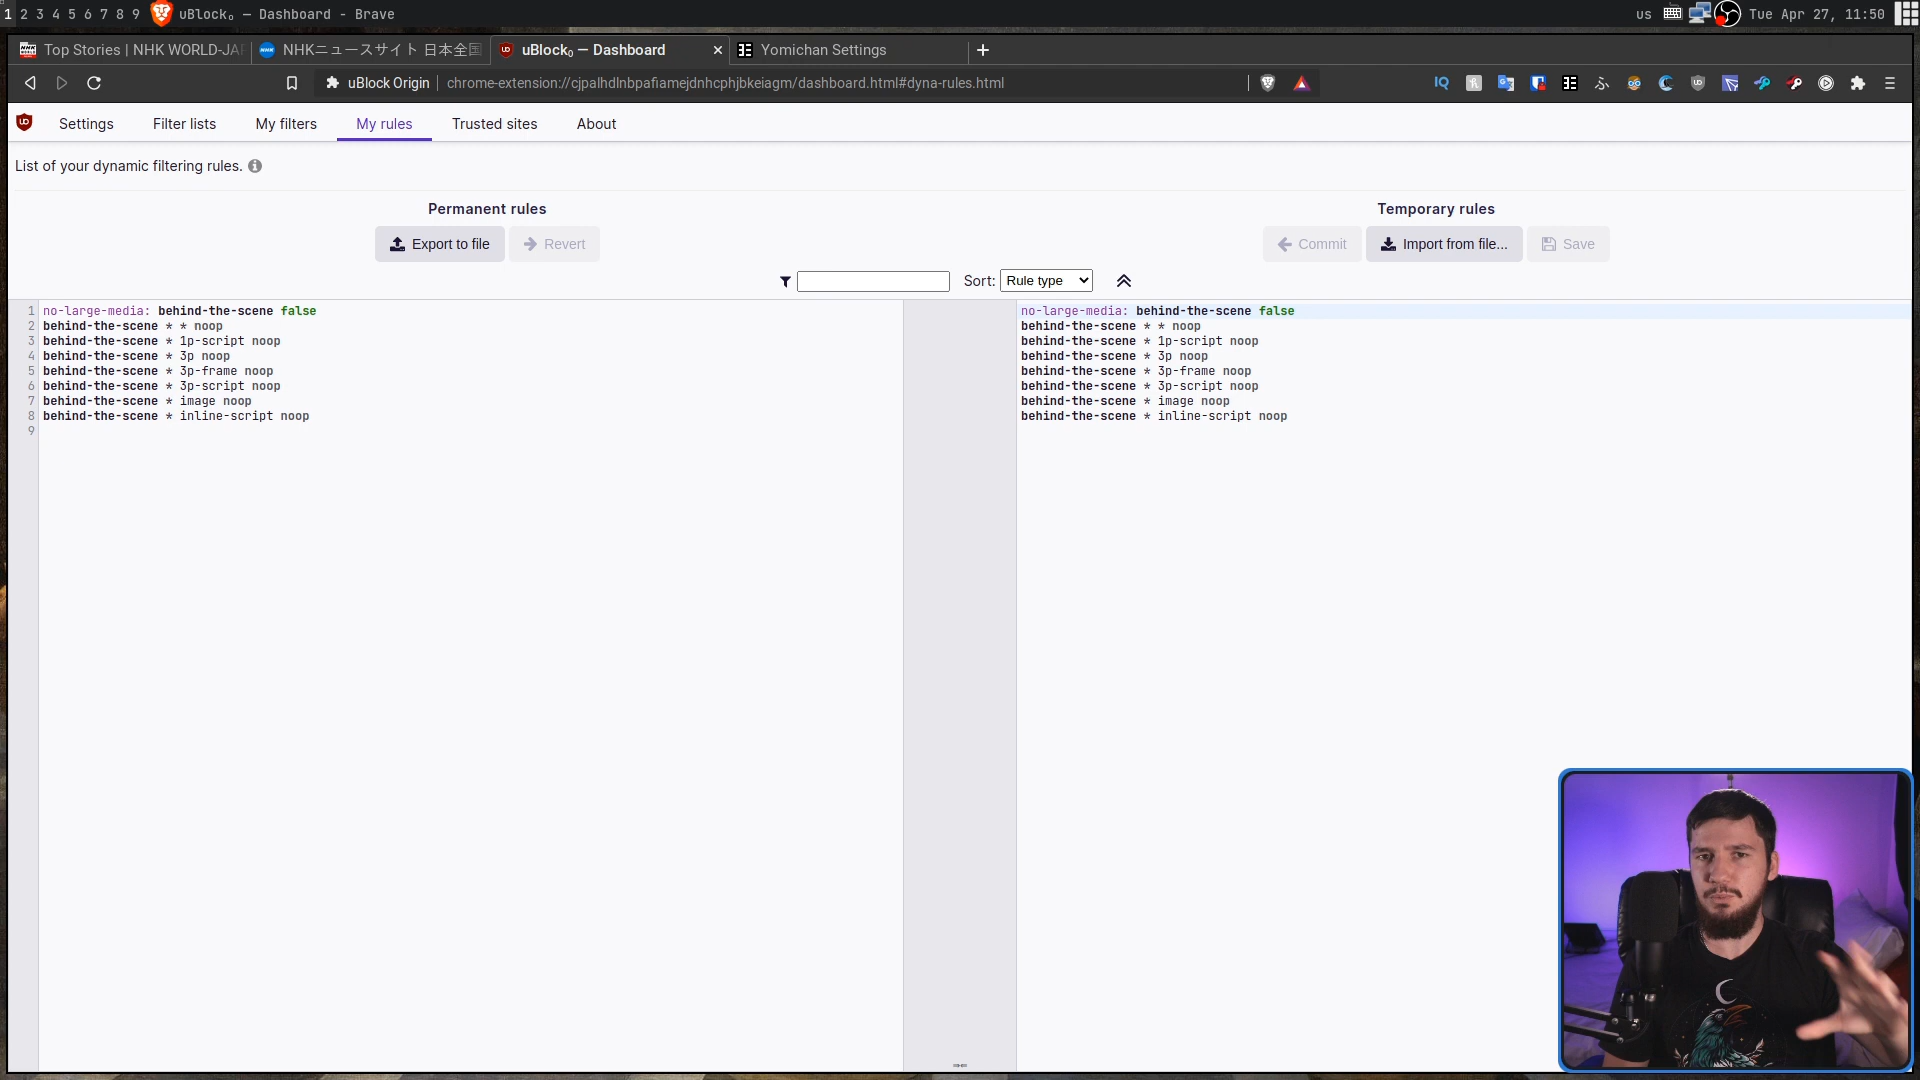 1 2 3 4 5 6 7 8 9 uBlock₀ — Dashboard - Brave us Tue Apr 27, 11:50
Top Stories | NHK WORLD-JA NHKニュースサイト 日本全国 uBlock₀ — Dashboard Yomichan Settings
uBlock Origin chrome-extension://cjpalhdlnbpafiamejdnhcphjbkeiagm/dashboard.html#dyna-rules.html IQ
Settings Filter lists My filters My rules Trusted sites About
List of your dynamic filtering rules.
Permanent rules Temporary rules
Export to file Revert Commit Import from file... Save
Sort: Rule type
1 no-large-media: behind-the-scene false
2 behind-the-scene * * noop
3 behind-the-scene * 1p-script noop
4 behind-the-scene * 3p noop
5 behind-the-scene * 3p-frame noop
6 behind-the-scene * 3p-script noop
7 behind-the-scene * image noop
8 behind-the-scene * inline-script noop
9
no-large-media: behind-the-scene false
behind-the-scene * * noop
behind-the-scene * 1p-script noop
behind-the-scene * 3p noop
behind-the-scene * 3p-frame noop
behind-the-scene * 3p-script noop
behind-the-scene * image noop
behind-the-scene * inline-script noop